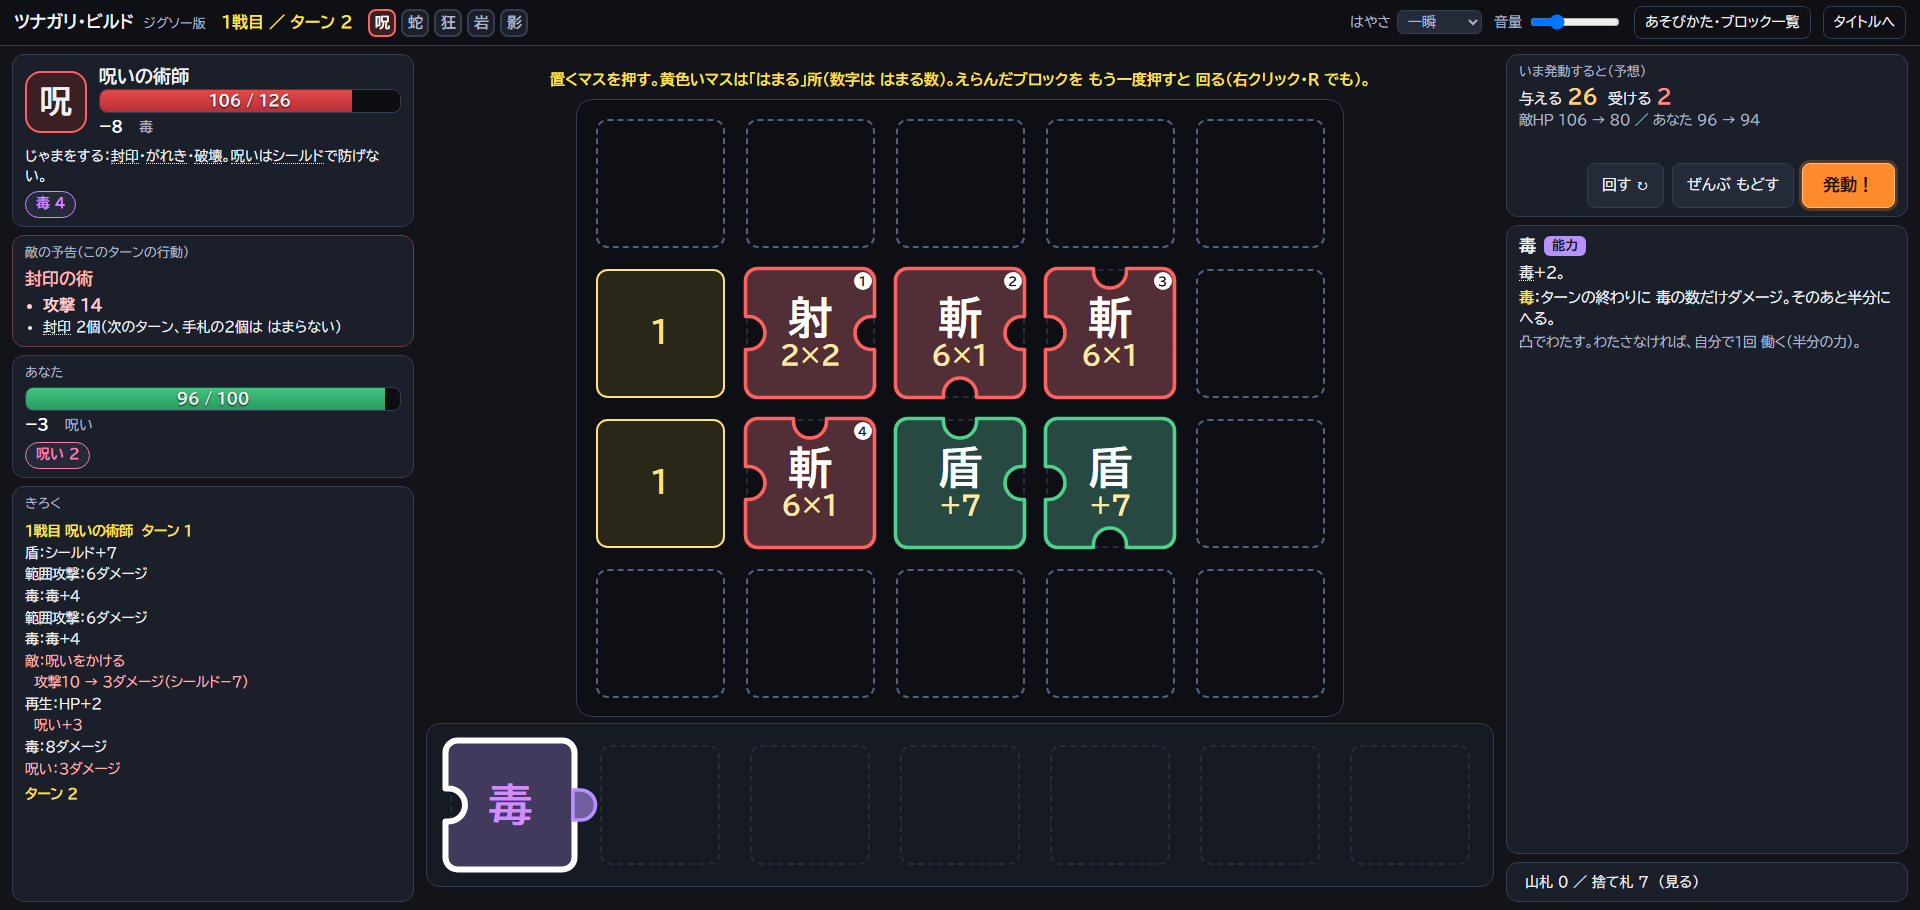 ツナガリ・ビルド ジグソー版 1戦目 ／ ターン 2 呪 蛇 狂 岩 影
はやさ 一瞬 音量 あそびかた・ブロック一覧 タイトルへ
呪
呪いの術師
106 / 126
−8 毒
じゃまをする：封印・がれき・破壊。呪いはシールドで防げな
い。
毒 4
敵の予告（このターンの行動）
封印の術
• 攻撃 14
• 封印 2個（次のターン、手札の2個は はまらない）
あなた
96 / 100
−3 呪い
呪い 2
きろく
1戦目 呪いの術師 ターン 1
盾：シールド+7
範囲攻撃：6ダメージ
毒：毒+4
範囲攻撃：6ダメージ
毒：毒+4
敵：呪いをかける
攻撃10 → 3ダメージ（シールド−7）
再生：HP+2
呪い+3
毒：8ダメージ
呪い：3ダメージ
ターン 2
置くマスを押す。黄色いマスは「はまる」所（数字は はまる数）。えらんだブロックを もう一度押すと 回る（右クリック・R でも）。
1
射
2×2
1
斬
6×1
2
斬
6×1
3
1
斬
6×1
4
盾
+7
盾
+7
毒
いま発動すると（予想）
与える 26 受ける 2
敵HP 106 → 80 ／ あなた 96 → 94
回す ↻ ぜんぶ もどす 発動！
毒 能力
毒+2。
毒：ターンの終わりに 毒の数だけダメージ。そのあと半分に
へる。
凸でわたす。わたさなければ、自分で1回 働く（半分の力）。
山札 0 ／ 捨て札 7 （見る）